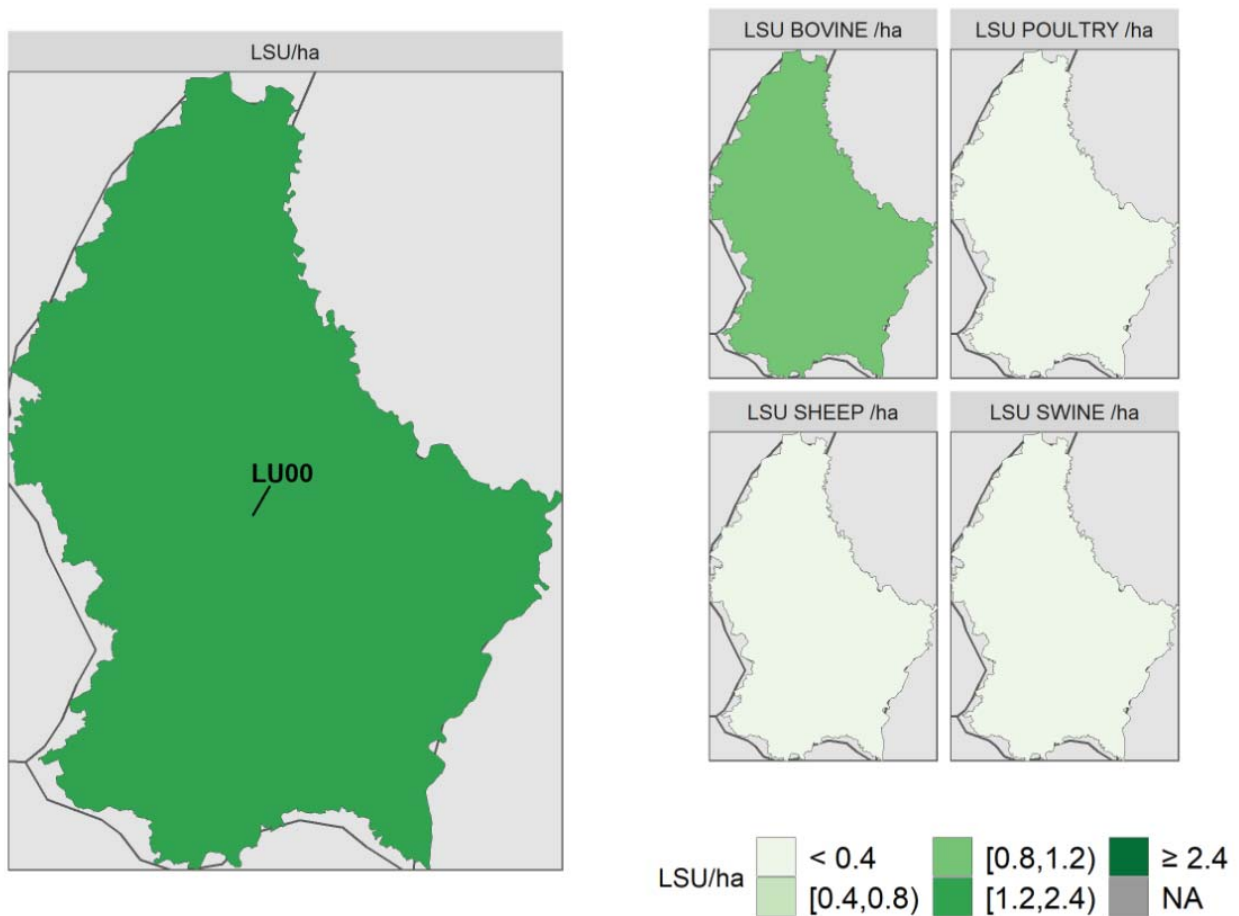 LSU/ha
LU00
LSU BOVINE /ha
LSU POULTRY /ha
LSU SHEEP /ha
LSU SWINE /ha
LSU/ha
< 0.4
[0.4,0.8)
[0.8,1.2)
[1.2,2.4)
≥ 2.4
NA